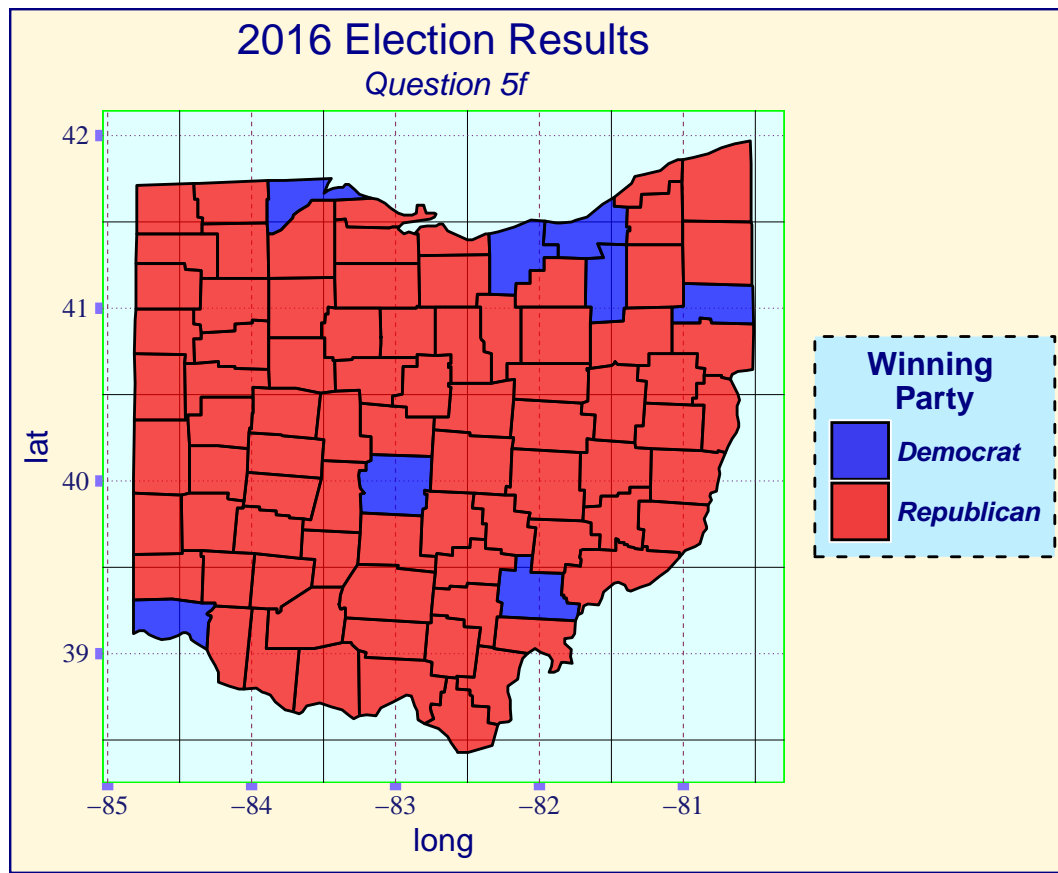 2016 Election Results
Question 5f
42
41
40
39
lat
−85
−84
−83
−82
−81
long
Winning
Party
Democrat
Republican